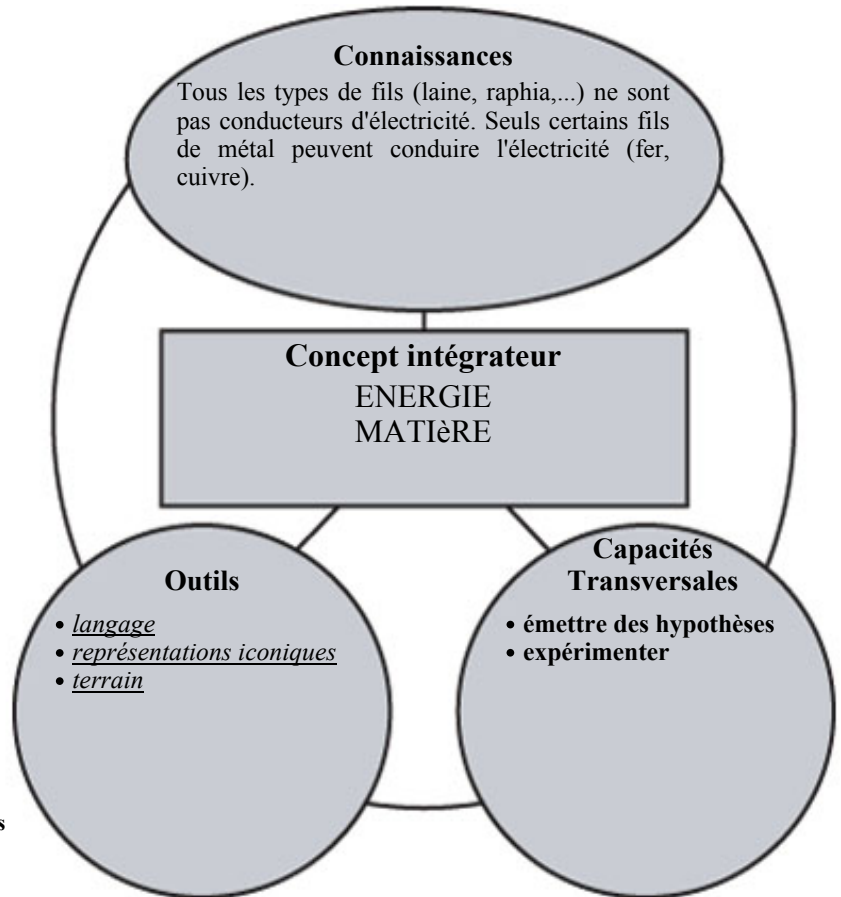 Connaissances
Tous les types de fils (laine, raphia,...) ne sont
pas conducteurs d'électricité. Seuls certains fils
de métal peuvent conduire l'électricité (fer,
cuivre).
Concept intégrateur
ENERGIE
MATIèRE
Outils
• langage
• représentations iconiques
• terrain
Capacités
Transversales
• émettre des hypothèses
• expérimenter
s